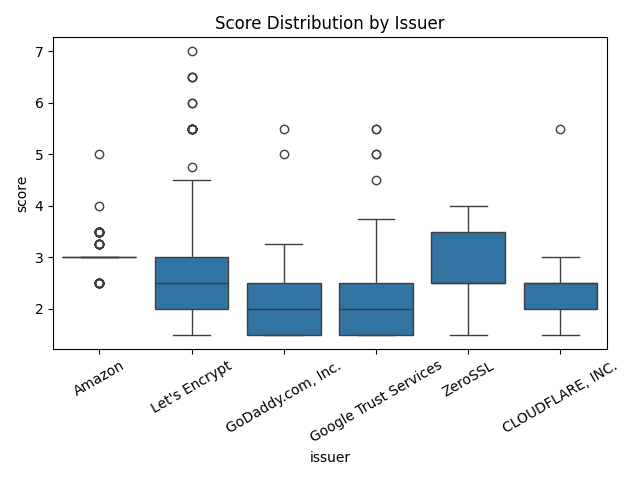 Score Distribution by Issuer
7
6
5
4
3
2
score
Amazon
Let's Encrypt
GoDaddy.com, Inc.
Google Trust Services
ZeroSSL
CLOUDFLARE, INC.
issuer